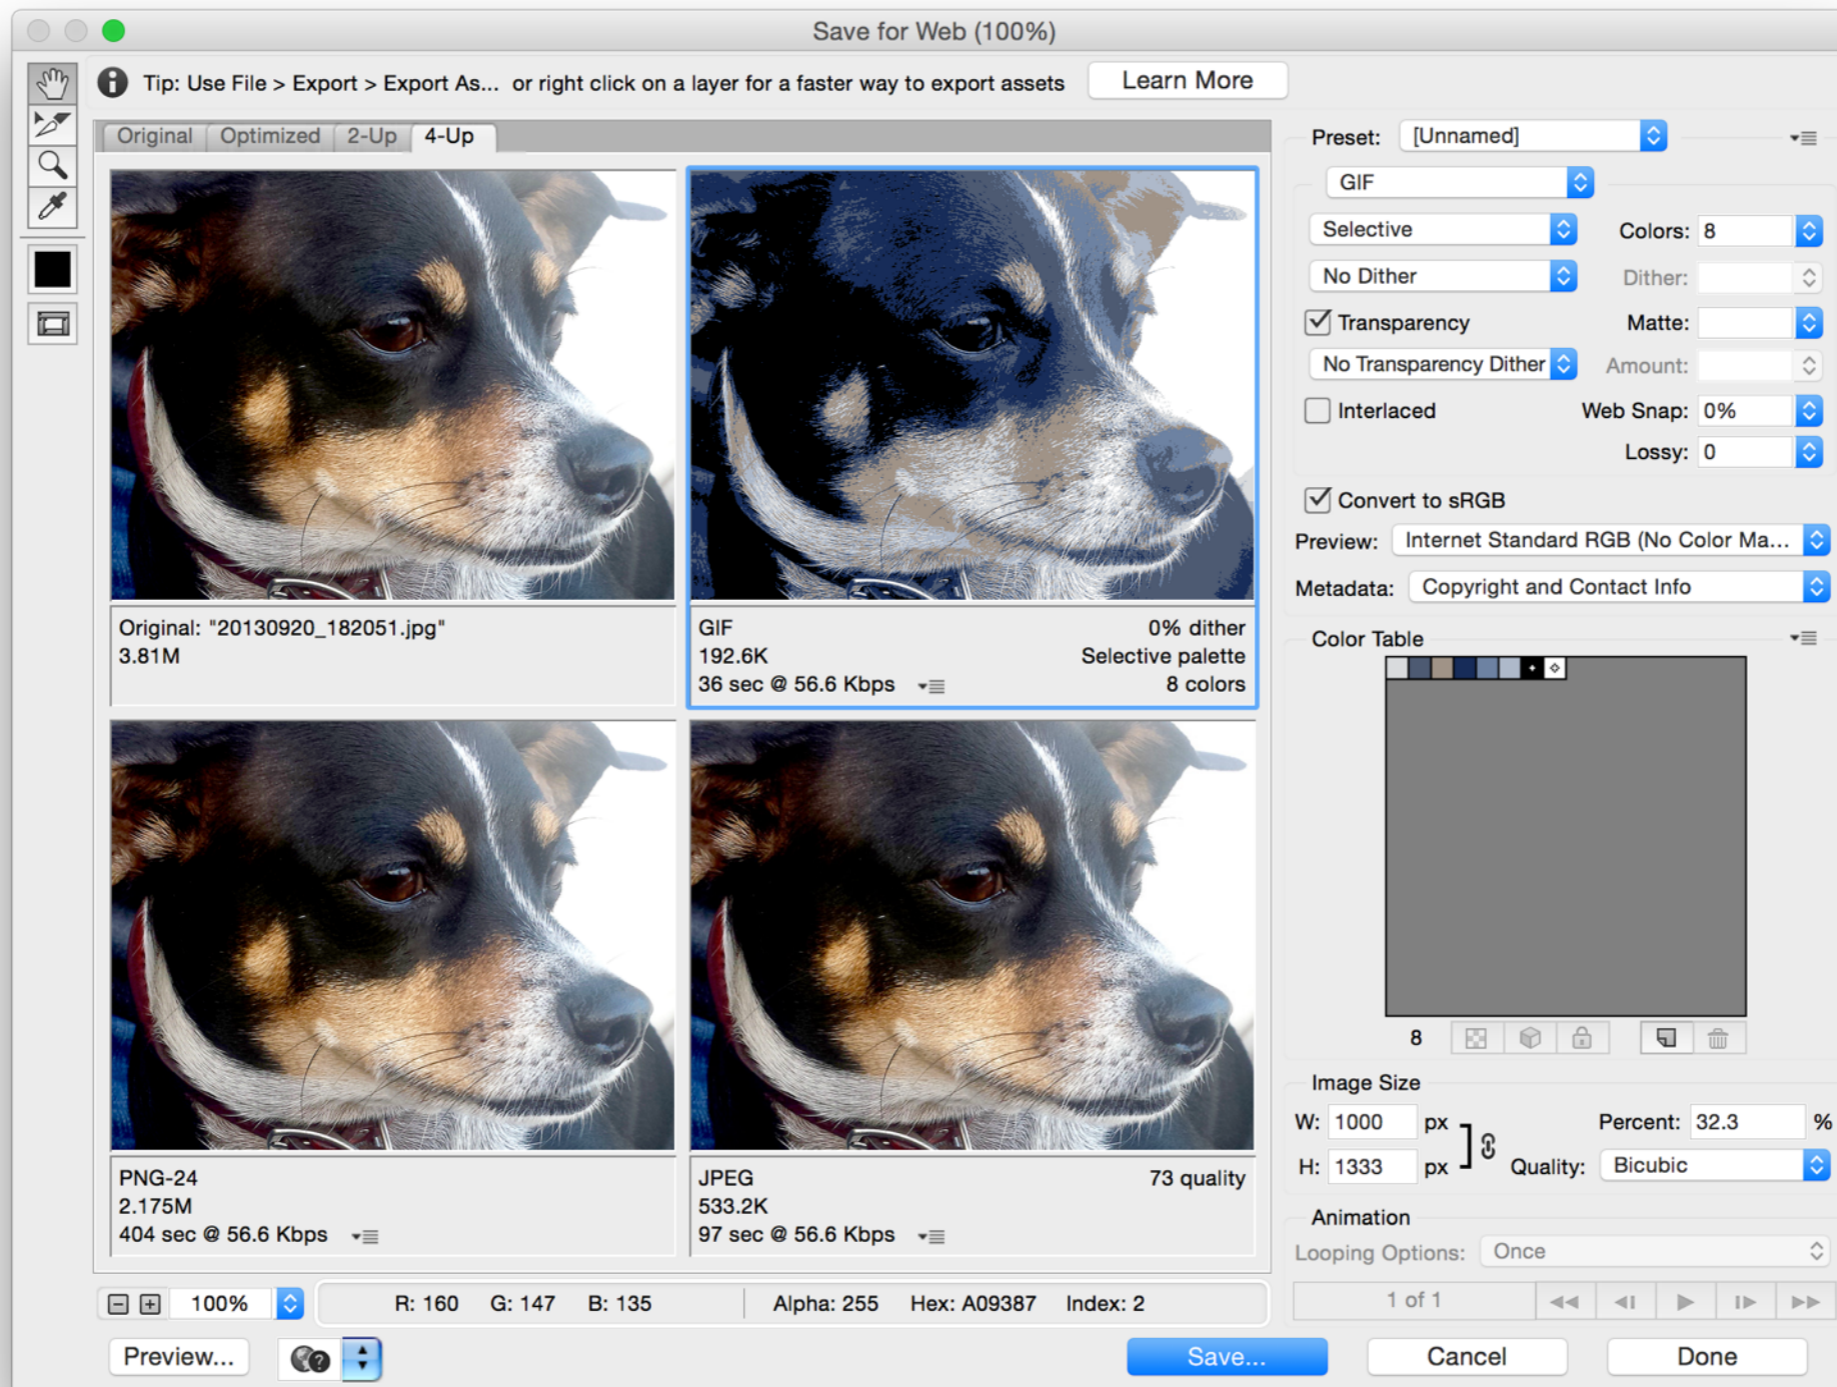 Save for Web (100%)
Tip: Use File > Export > Export As... or right click on a layer for a faster way to export assets
Learn More
Original
Optimized
2-Up
4-Up
Original: "20130920_182051.jpg"
3.81M
GIF
0% dither
192.6K
Selective palette
36 sec @ 56.6 Kbps
8 colors
PNG-24
2.175M
404 sec @ 56.6 Kbps
JPEG
73 quality
533.2K
97 sec @ 56.6 Kbps
100%
R: 160 G: 147 B: 135
Alpha: 255 Hex: A09387 Index: 2
Preview...
Preset: [Unnamed]
GIF
Selective
Colors: 8
No Dither
Dither:
Transparency
Matte:
No Transparency Dither
Amount:
Interlaced
Web Snap: 0%
Lossy: 0
Convert to sRGB
Preview: Internet Standard RGB (No Color Ma...
Metadata: Copyright and Contact Info
Color Table
8
Image Size
W: 1000 px
Percent: 32.3 %
H: 1333 px
Quality: Bicubic
Animation
Looping Options: Once
1 of 1
Save...
Cancel
Done